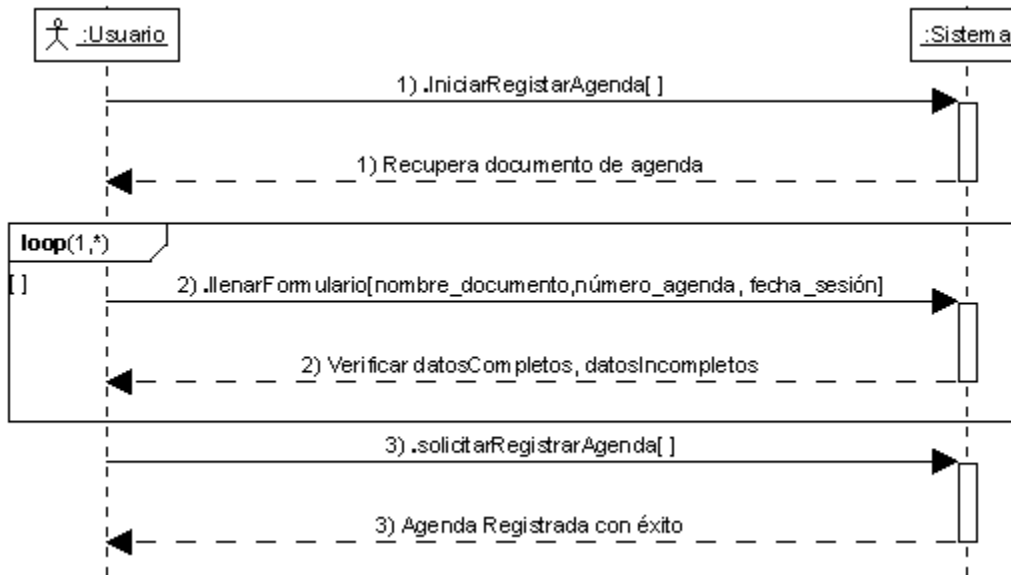 :Usuario
:Sistema
1) .IniciarRegistarAgenda[ ]
1) Recupera documento de agenda
loop(1,*)
[ ]
2) .llenarFormulario[nombre_documento,número_agenda, fecha_sesión]
2) Verificar datosCompletos, datosIncompletos
3) .solicitarRegistrarAgenda[ ]
3) Agenda Registrada con éxito